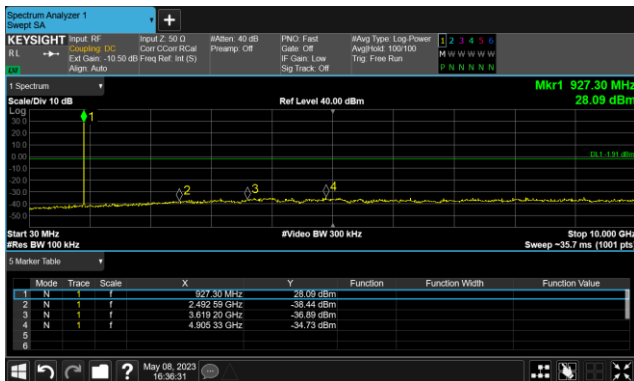 Spectrum Analyzer 1
Swept SA
+
KEYSIGHT Input: RF Input Z: 50 Ω #Atten: 40 dB PNO: Fast #Avg Type: Log-Power 1 2 3 4 5 6
RL Coupling: DC Corr CCorr RCal Preamp: Off Gate: Off Avg|Hold: 100/100 M W W W W W
Ext Gain: -10.50 dB Freq Ref: Int (S) IF Gain: Low Trig: Free Run P N N N N N
Align: Auto Sig Track: Off
1 Spectrum Mkr1 927.30 MHz
Scale/Div 10 dB Ref Level 40.00 dBm 28.09 dBm
Log
30.0
20.0
10.0
0.00
-10.0
-20.0
-30.0
-40.0
-50.0
1
DL1 -1.91 dBm
2 3 4
Start 30 MHz #Video BW 300 kHz Stop 10.000 GHz
#Res BW 100 kHz Sweep ~35.7 ms (1001 pts)
5 Marker Table
Mode Trace Scale X Y Function Function Width Function Value
1 N 1 f 927.30 MHz 28.09 dBm
2 N 1 f 2.492 59 GHz -38.44 dBm
3 N 1 f 3.619 20 GHz -36.89 dBm
4 N 1 f 4.905 33 GHz -34.73 dBm
5
6
? May 08, 2023
16:36:31